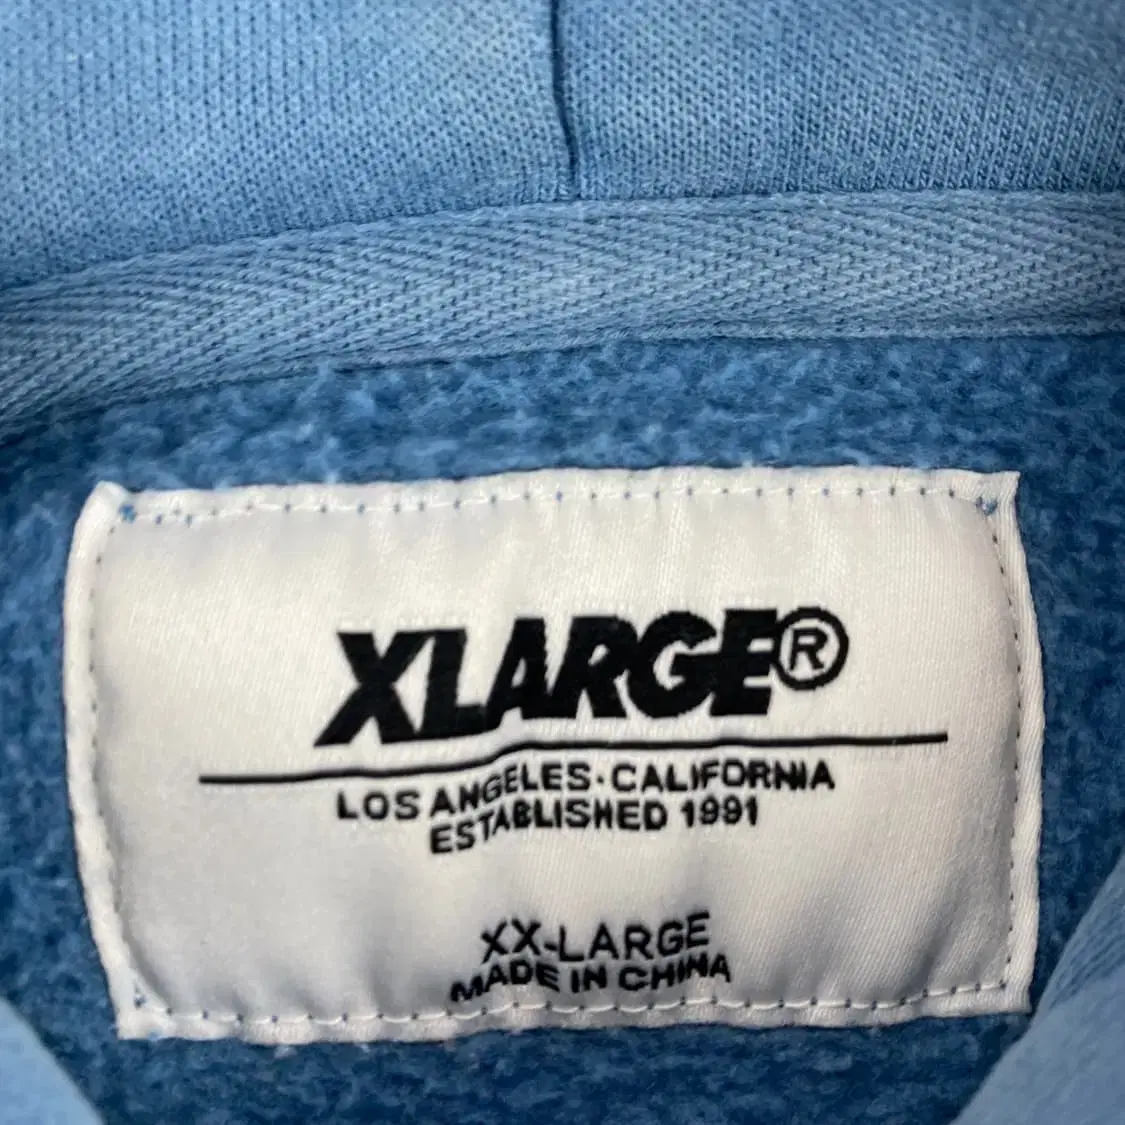 XLARGE®
LOS ANGELES·CALIFORNIA
ESTABLISHED 1991
XX-LARGE
MADE IN CHINA